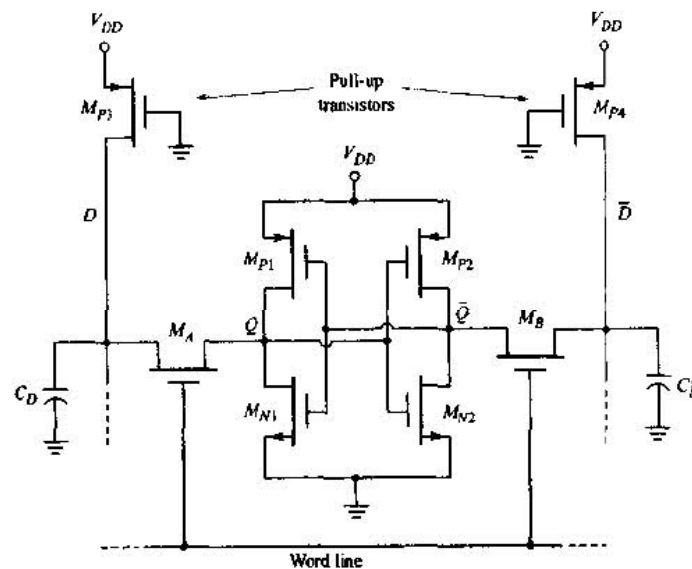 V_DD V_DD
Pull-up
transistors
M_P3 M_P4
V_DD
D D̄
M_P1 M_P2
Q Q̄
M_A M_B
C_D C
M_N1 M_N2
Word line